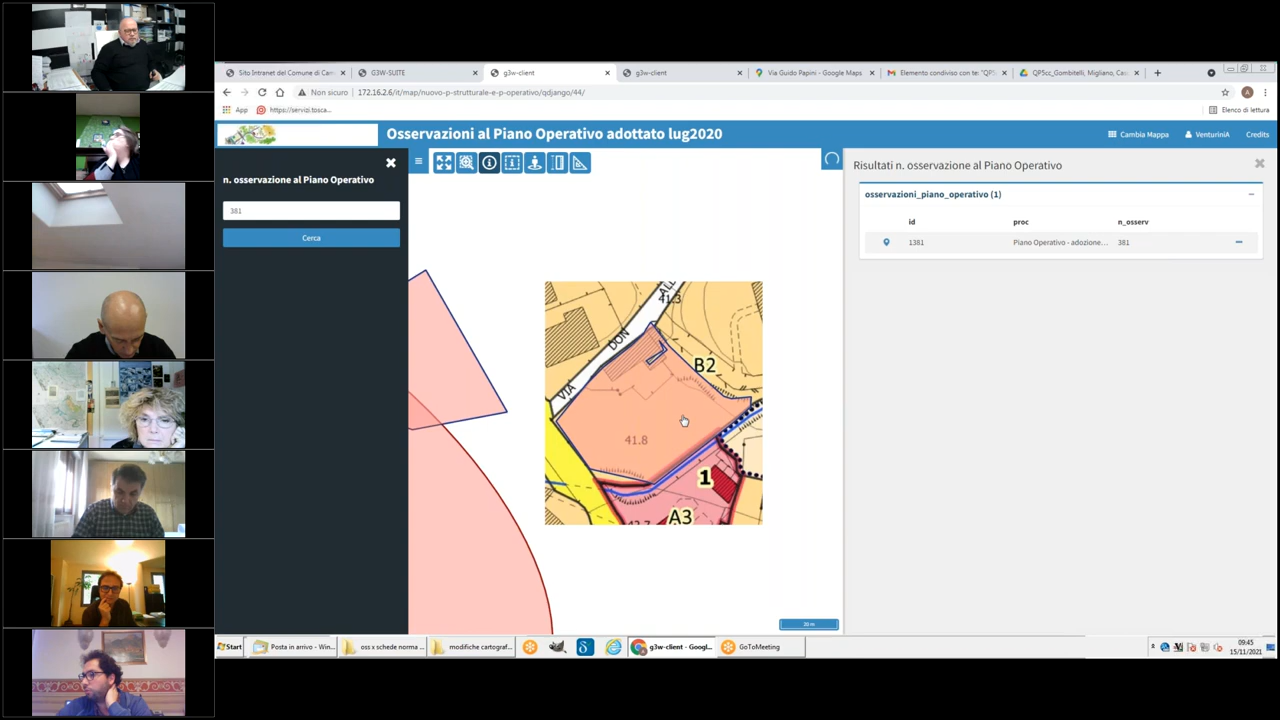 Sito Intranet del Comune di Cam
G3W-SUITE
g3w-client
g3w-client
Via Guido Papini - Google Maps
Elemento condiviso con te: "QP5
QP5cc_Gombitelli, Migliano, Cas
Non sicuro
172.16.2.6/it/map/nuovo-p-strutturale-e-p-operativo/qdjango/44/
App
https://servizi.tosca...
Elenco di lettura
Osservazioni al Piano Operativo adottato lug2020
Cambia Mappa
VenturiniA
Credits
n. osservazione al Piano Operativo
381
Cerca
Risultati n. osservazione al Piano Operativo
osservazioni_piano_operativo (1)
id
proc
n_osserv
1381
Piano Operativo - adozione...
381
41.3
VIA DON
B2
41.8
1
A3
Start
Posta in arrivo - Win...
oss x schede norma ...
modifiche cartograf...
g3w-client - Googl...
GoToMeeting
09:45
15/11/2021